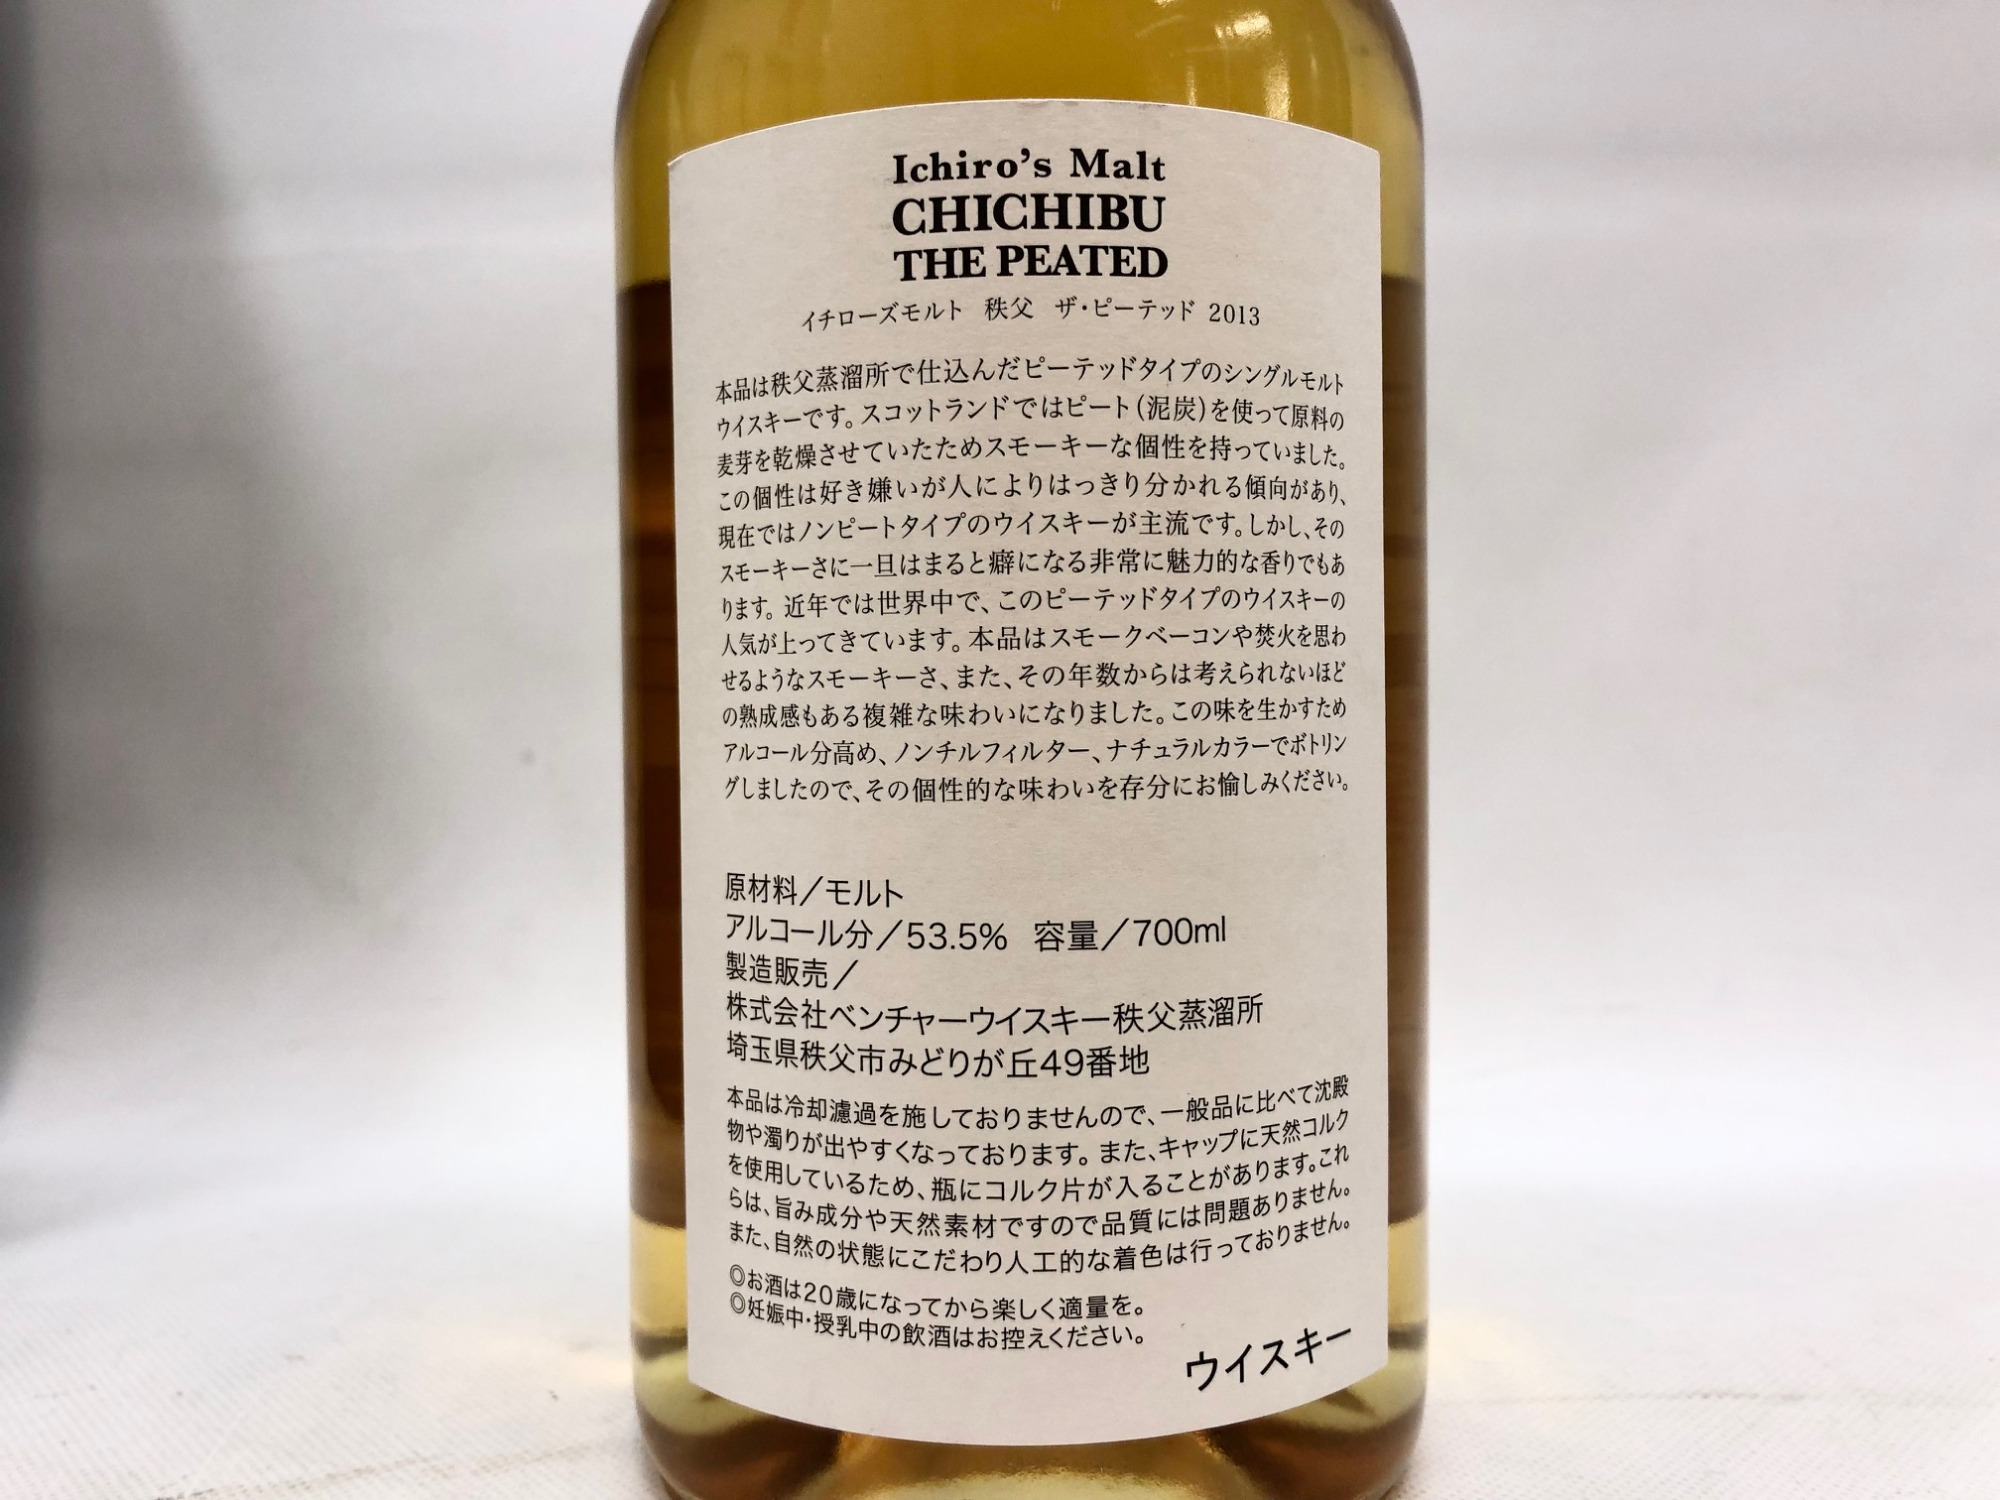 Ichiro's Malt
CHICHIBU
THE PEATED
イチローズモルト 秩父 ザ・ピーテッド 2013
本品は秩父蒸溜所で仕込んだピーテッドタイプのシングルモルト
ウイスキーです。スコットランドではピート(泥炭)を使って原料の
麦芽を乾燥させていたためスモーキーな個性を持っていました。
この個性は好き嫌いが人によりはっきり分かれる傾向があり、
現在ではノンピートタイプのウイスキーが主流です。しかし、その
スモーキーさに一旦はまると癖になる非常に魅力的な香りでもあ
ります。近年では世界中で、このピーテッドタイプのウイスキーの
人気が上ってきています。本品はスモークベーコンや焚火を思わ
せるようなスモーキーさ、また、その年数からは考えられないほど
の熟成感もある複雑な味わいになりました。この味を生かすため
アルコール分高め、ノンチルフィルター、ナチュラルカラーでボトリン
グしましたので、その個性的な味わいを存分にお愉しみください。
原材料／モルト
アルコール分／53.5% 容量／700ml
製造販売／
株式会社ベンチャーウイスキー秩父蒸溜所
埼玉県秩父市みどりが丘49番地
本品は冷却濾過を施しておりませんので、一般品に比べて沈殿
物や濁りが出やすくなっております。また、キャップに天然コルク
を使用しているため、瓶にコルク片が入ることがあります。これ
らは、旨み成分や天然素材ですので品質には問題ありません。
また、自然の状態にこだわり人工的な着色は行っておりません。
◎お酒は20歳になってから楽しく適量を。
◎妊娠中・授乳中の飲酒はお控えください。
ウイスキー